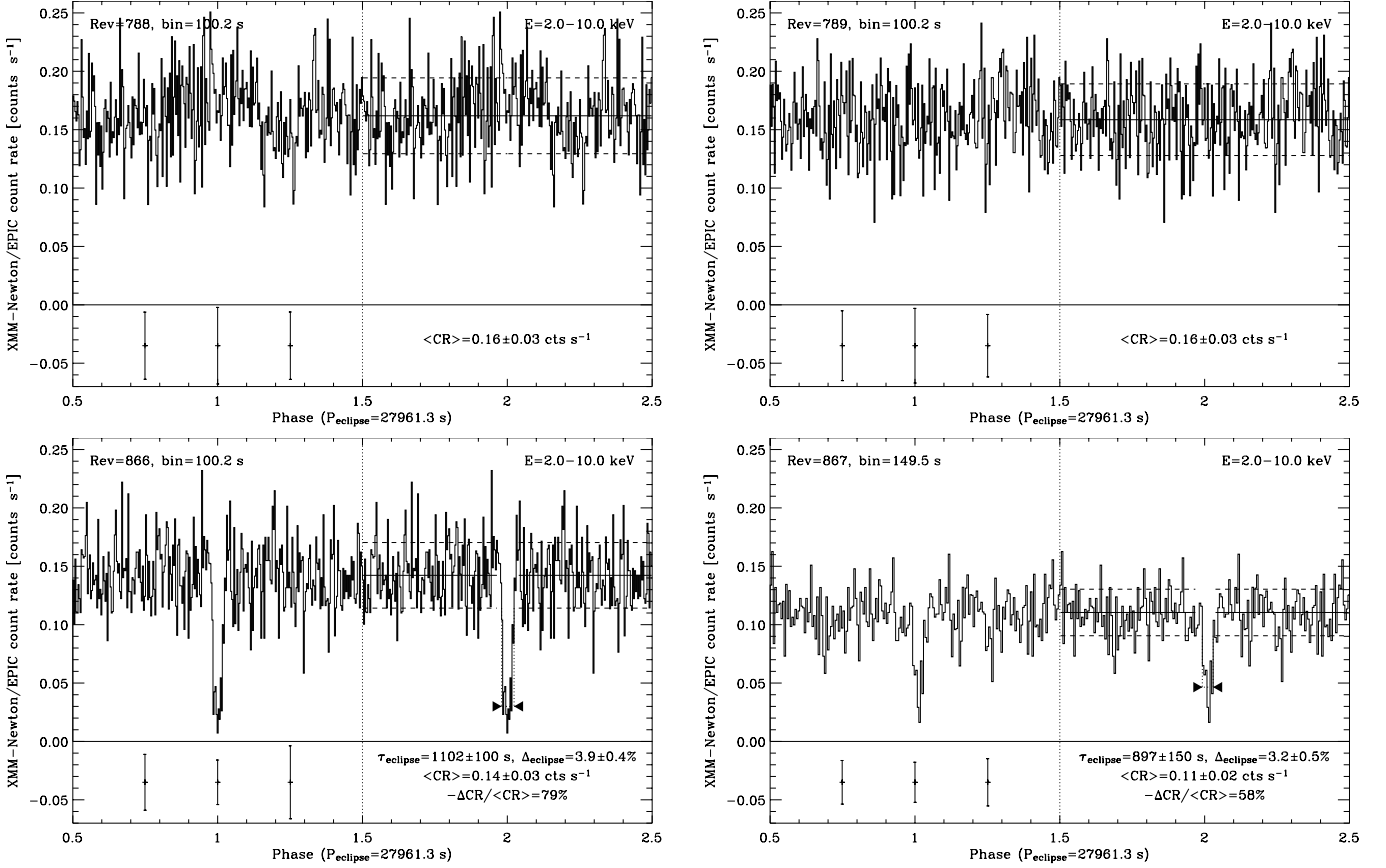 Rev=788, bin=100.2 s
E=2.0−10.0 keV
XMM−Newton/EPIC count rate [counts s⁻¹]
0.25
0.20
0.15
0.10
0.05
0.00
−0.05
<CR>=0.16±0.03 cts s⁻¹
0.5
1
1.5
2
2.5
Phase (Peclipse=27961.3 s)
Rev=789, bin=100.2 s
E=2.0−10.0 keV
XMM−Newton/EPIC count rate [counts s⁻¹]
0.25
0.20
0.15
0.10
0.05
0.00
−0.05
<CR>=0.16±0.03 cts s⁻¹
0.5
1
1.5
2
2.5
Phase (Peclipse=27961.3 s)
Rev=866, bin=100.2 s
E=2.0−10.0 keV
XMM−Newton/EPIC count rate [counts s⁻¹]
0.25
0.20
0.15
0.10
0.05
0.00
−0.05
τeclipse=1102±100 s, Δeclipse=3.9±0.4%
<CR>=0.14±0.03 cts s⁻¹
−ΔCR/<CR>=79%
0.5
1
1.5
2
2.5
Phase (Peclipse=27961.3 s)
Rev=867, bin=149.5 s
E=2.0−10.0 keV
XMM−Newton/EPIC count rate [counts s⁻¹]
0.25
0.20
0.15
0.10
0.05
0.00
−0.05
τeclipse=897±150 s, Δeclipse=3.2±0.5%
<CR>=0.11±0.02 cts s⁻¹
−ΔCR/<CR>=58%
0.5
1
1.5
2
2.5
Phase (Peclipse=27961.3 s)